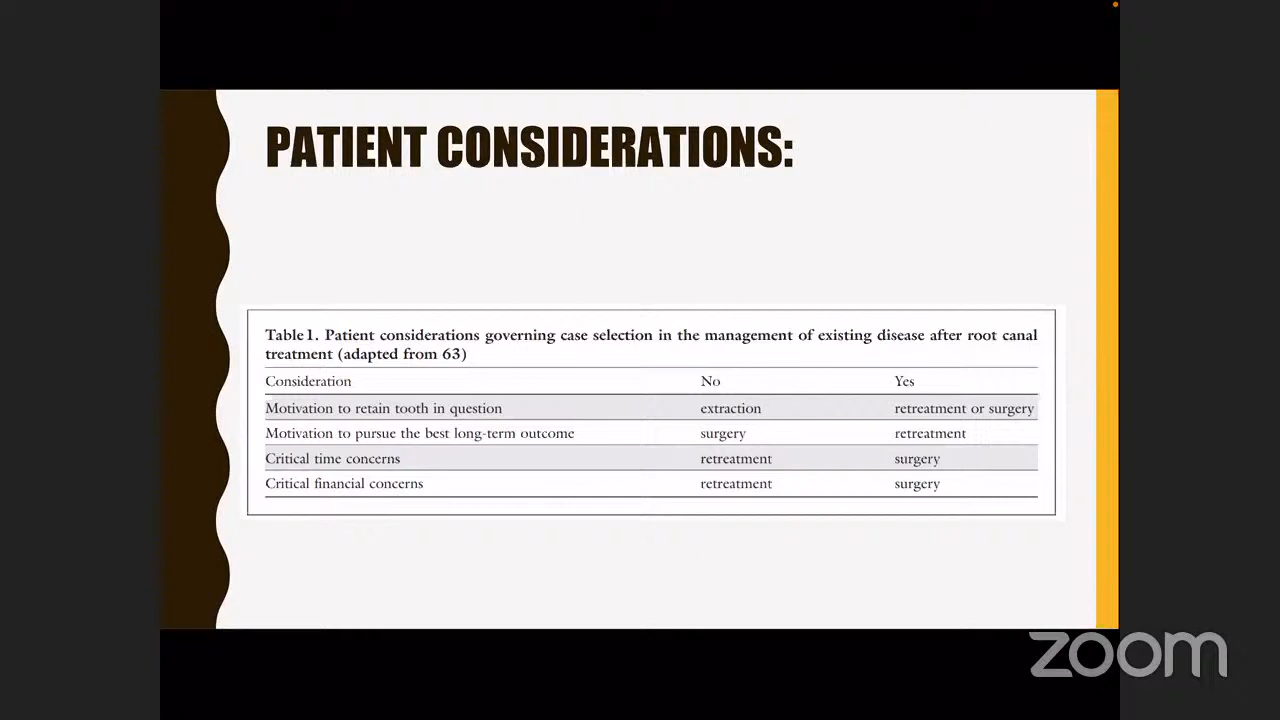 PATIENT CONSIDERATIONS:
Table 1. Patient considerations governing case selection in the management of existing disease after root canal
treatment (adapted from 63)
Consideration No Yes
Motivation to retain tooth in question extraction retreatment or surgery
Motivation to pursue the best long-term outcome surgery retreatment
Critical time concerns retreatment surgery
Critical financial concerns retreatment surgery
zoom